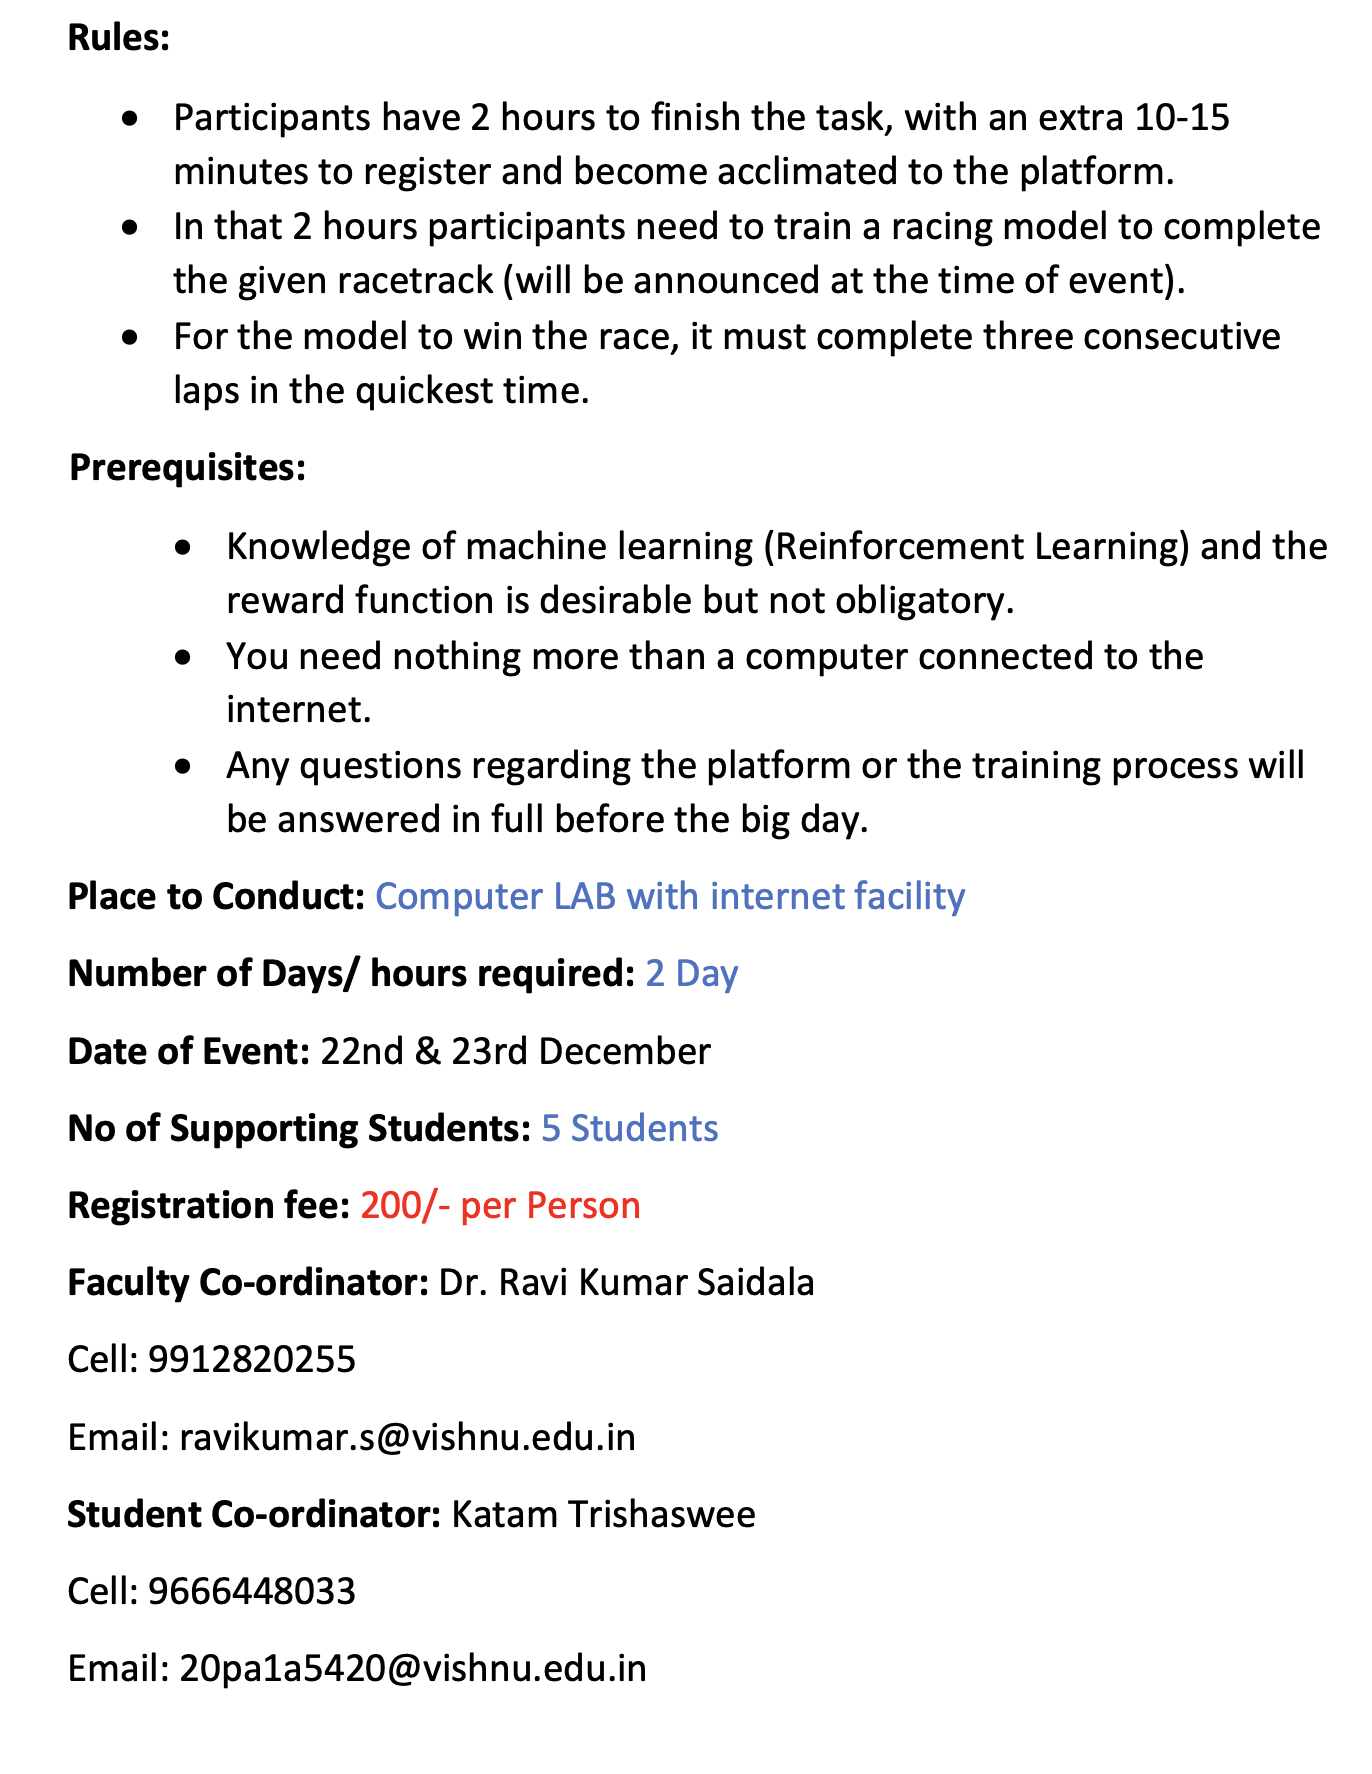 Rules:
• Participants have 2 hours to finish the task, with an extra 10-15
minutes to register and become acclimated to the platform.
• In that 2 hours participants need to train a racing model to complete
the given racetrack (will be announced at the time of event).
• For the model to win the race, it must complete three consecutive
laps in the quickest time.
Prerequisites:
• Knowledge of machine learning (Reinforcement Learning) and the
reward function is desirable but not obligatory.
• You need nothing more than a computer connected to the
internet.
• Any questions regarding the platform or the training process will
be answered in full before the big day.
Place to Conduct: Computer LAB with internet facility
Number of Days/ hours required: 2 Day
Date of Event: 22nd & 23rd December
No of Supporting Students: 5 Students
Registration fee: 200/- per Person
Faculty Co-ordinator: Dr. Ravi Kumar Saidala
Cell: 9912820255
Email: ravikumar.s@vishnu.edu.in
Student Co-ordinator: Katam Trishaswee
Cell: 9666448033
Email: 20pa1a5420@vishnu.edu.in